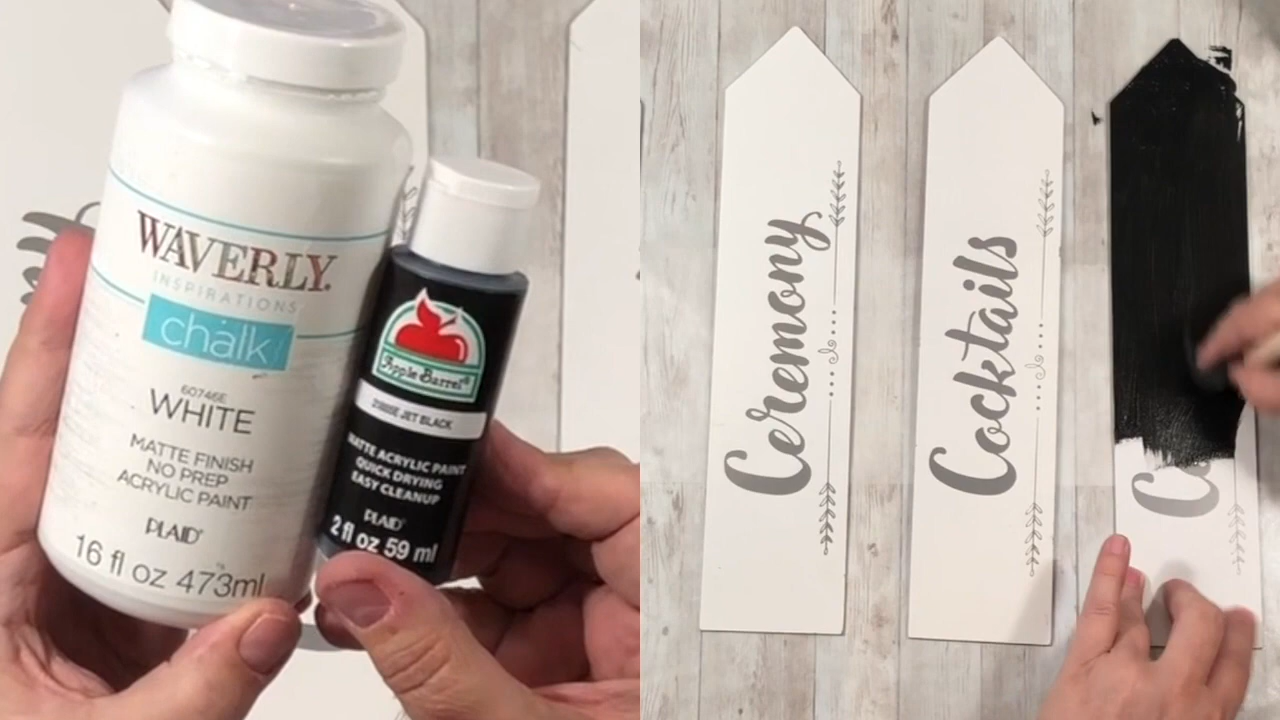 WAVERLY
INSPIRATIONS
chalk
60746E
WHITE
MATTE FINISH
NO PREP
ACRYLIC PAINT
PLAID
16 fl oz 473ml
Apple Barrel
JET BLACK
MATTE ACRYLIC PAINT
QUICK DRYING
EASY CLEANUP
PLAID
2 fl oz 59 ml
Ceremony
Cocktails
C